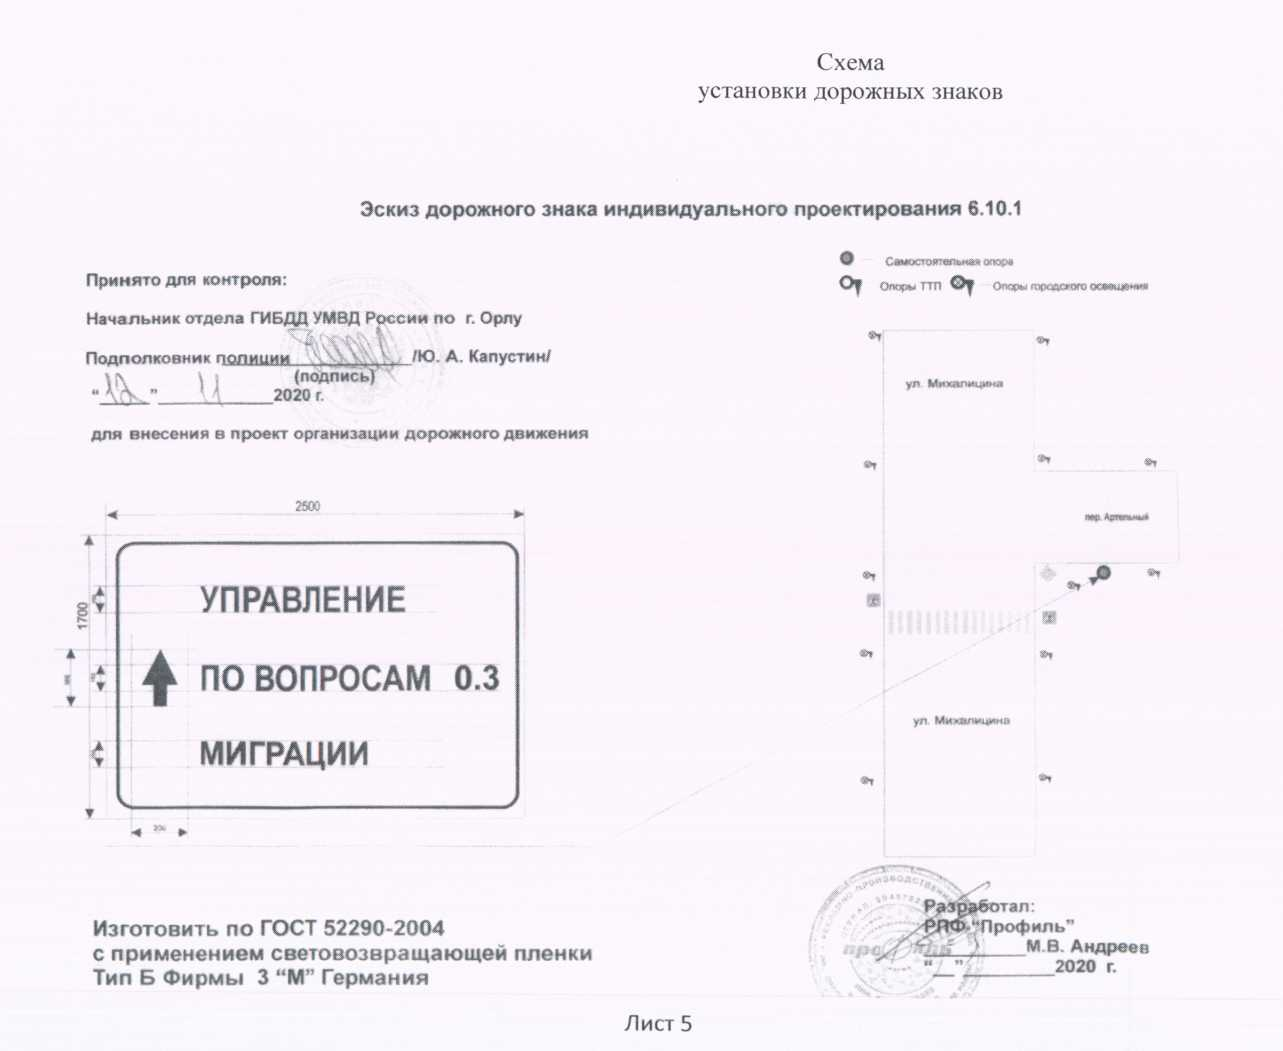 Схема
установки дорожных знаков
Эскиз дорожного знака индивидуального проектирования 6.10.1
Принято для контроля:
Начальник отдела ГИБДД УМВД России по г. Орлу
Подполковник полиции /Ю. А. Капустин/
(подпись)
“12” 11 2020 г.
для внесения в проект организации дорожного движения
Самостоятельная опора
Опоры ТТП
Опоры городского освещения
ул. Михалицина
пер. Артельный
ул. Михалицина
2500
1700
УПРАВЛЕНИЕ
ПО ВОПРОСАМ 0.3
МИГРАЦИИ
Изготовить по ГОСТ 52290-2004
с применением световозвращающей пленки
Тип Б Фирмы 3 “М” Германия
Разработал:
РПФ “Профиль”
М.В. Андреев
“ ” 2020 г.
Лист 5